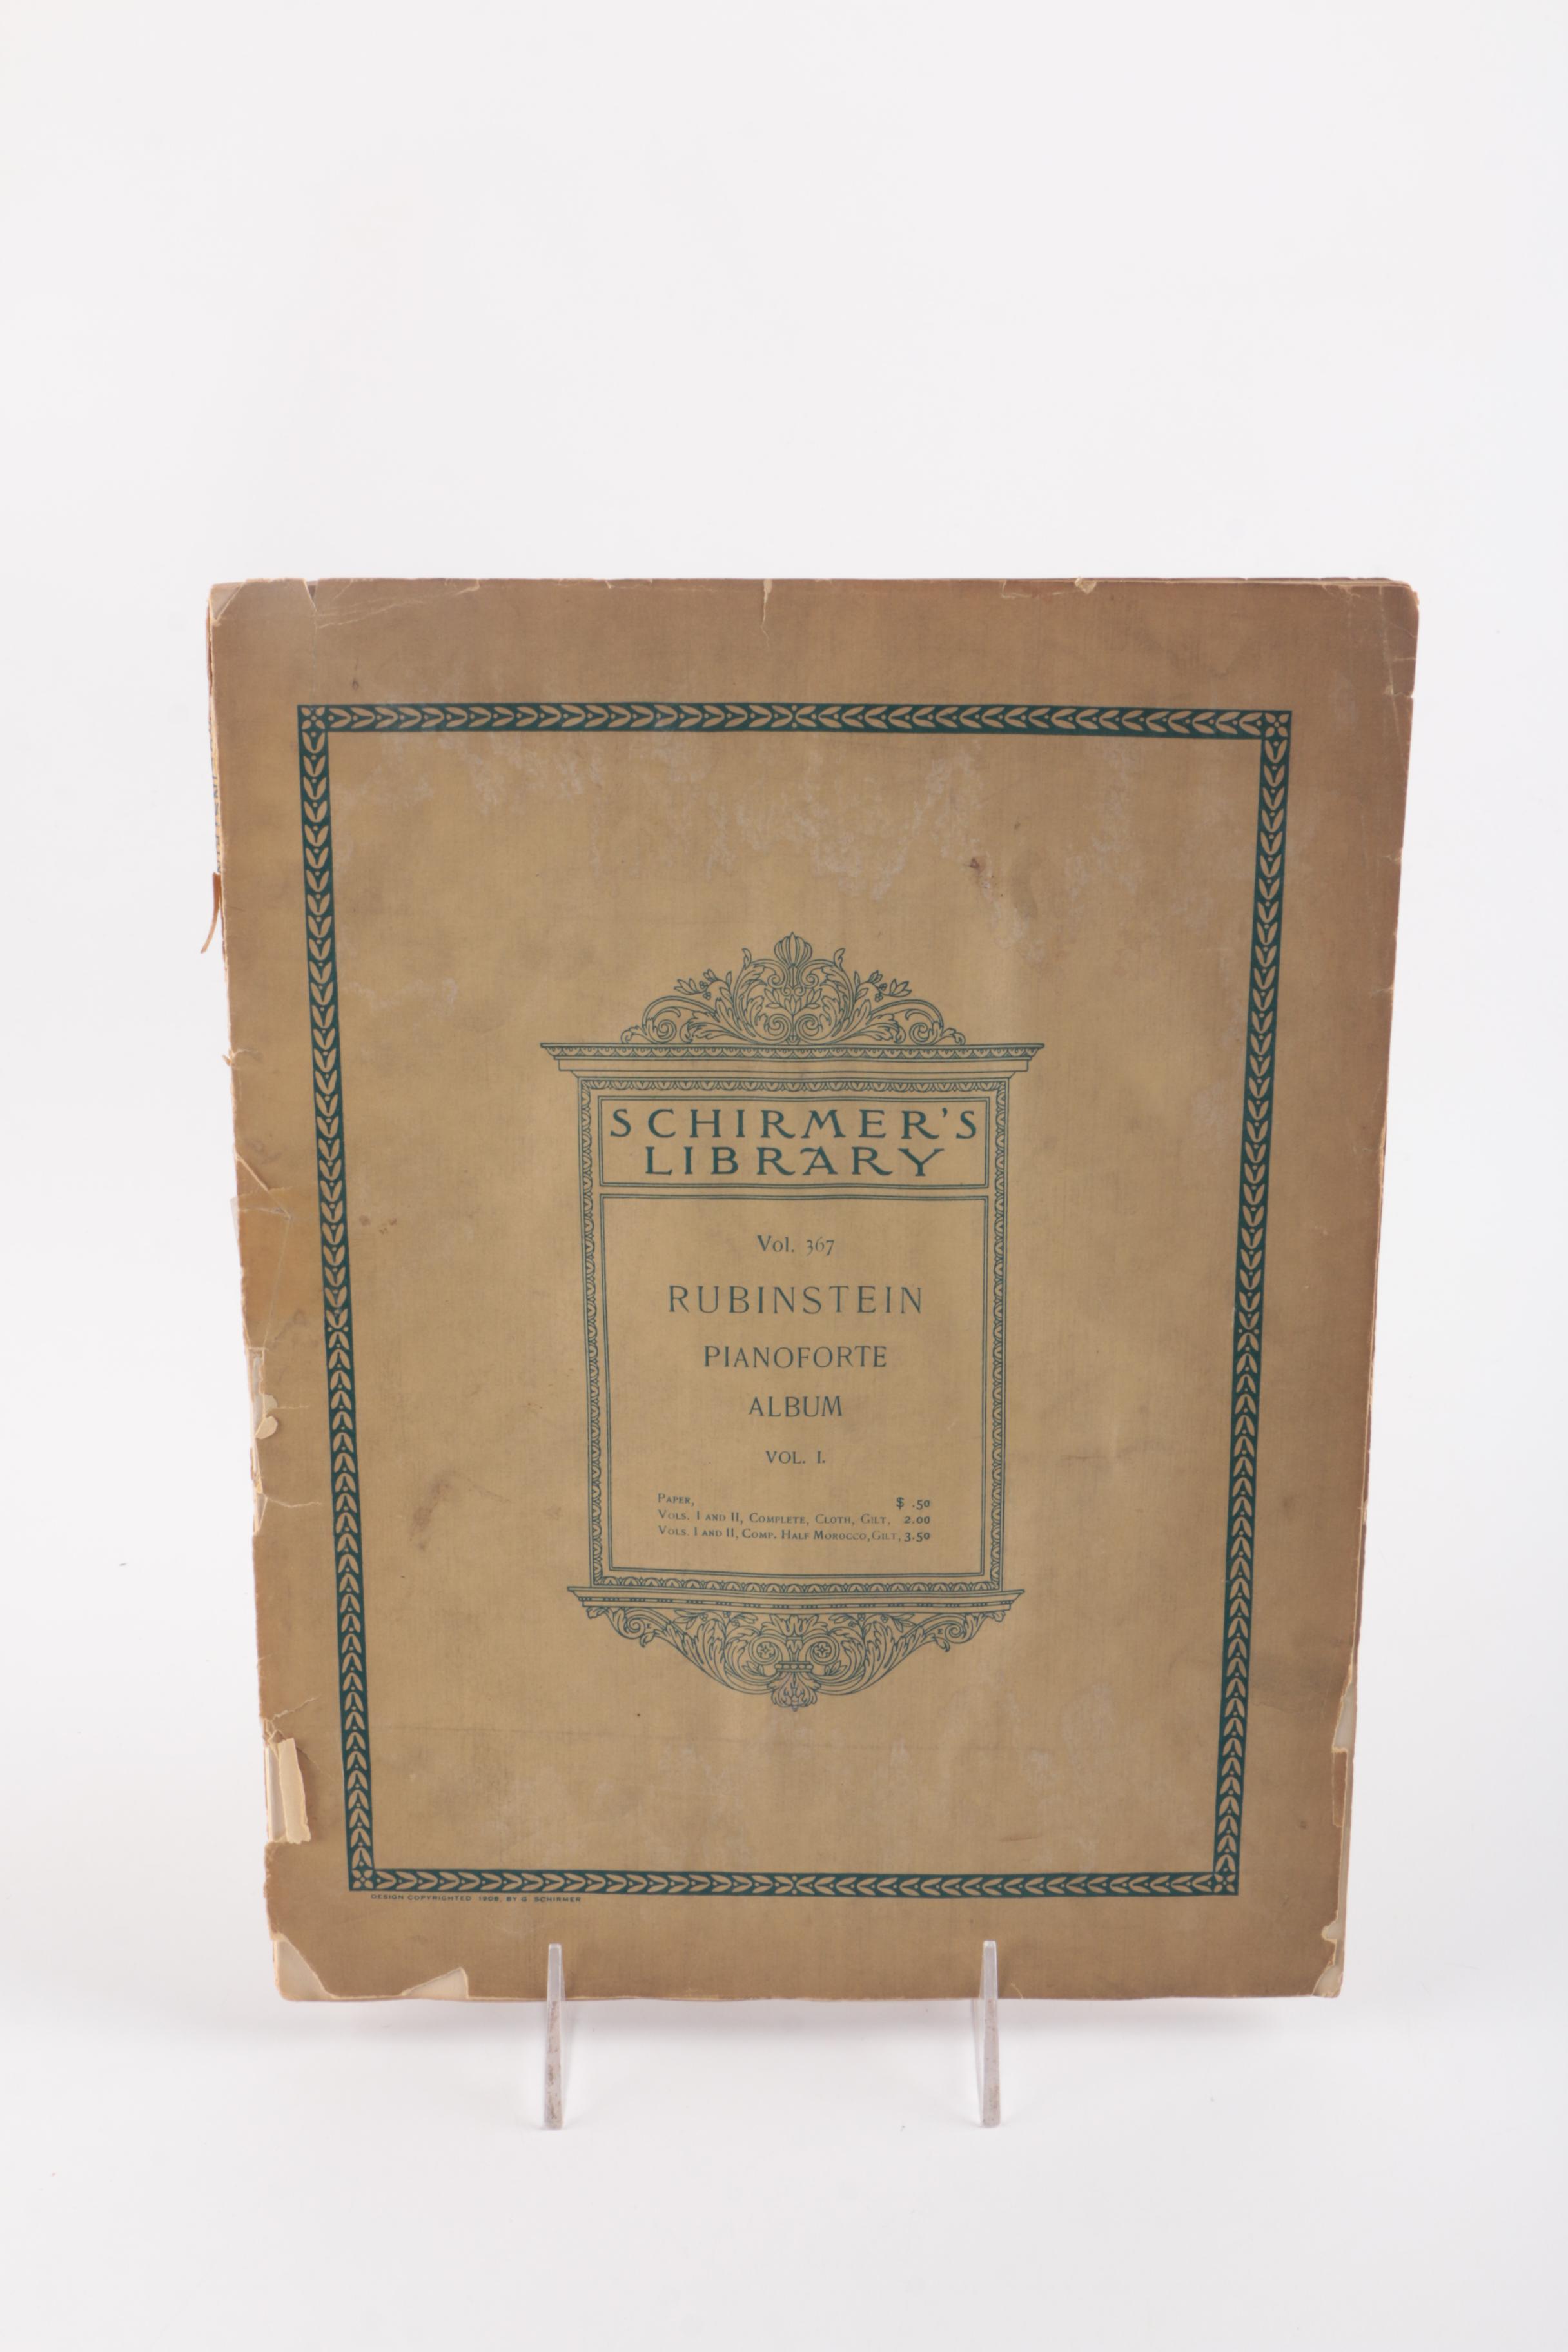 SCHIRMER'S
LIBRARY
Vol. 367
RUBINSTEIN
PIANOFORTE
ALBUM
VOL. I.
PAPER, $ .50
VOLS. I AND II, COMPLETE, CLOTH, GILT, 2.00
VOLS. I AND II, COMP. HALF MOROCCO, GILT, 3.50
DESIGN COPYRIGHTED, BY G. SCHIRMER